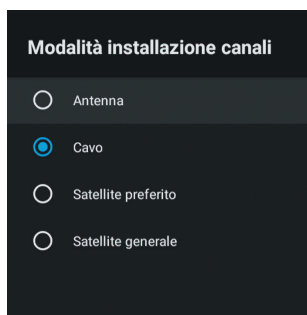 Modalità installazione canali
Antenna
Cavo
Satellite preferito
Satellite generale